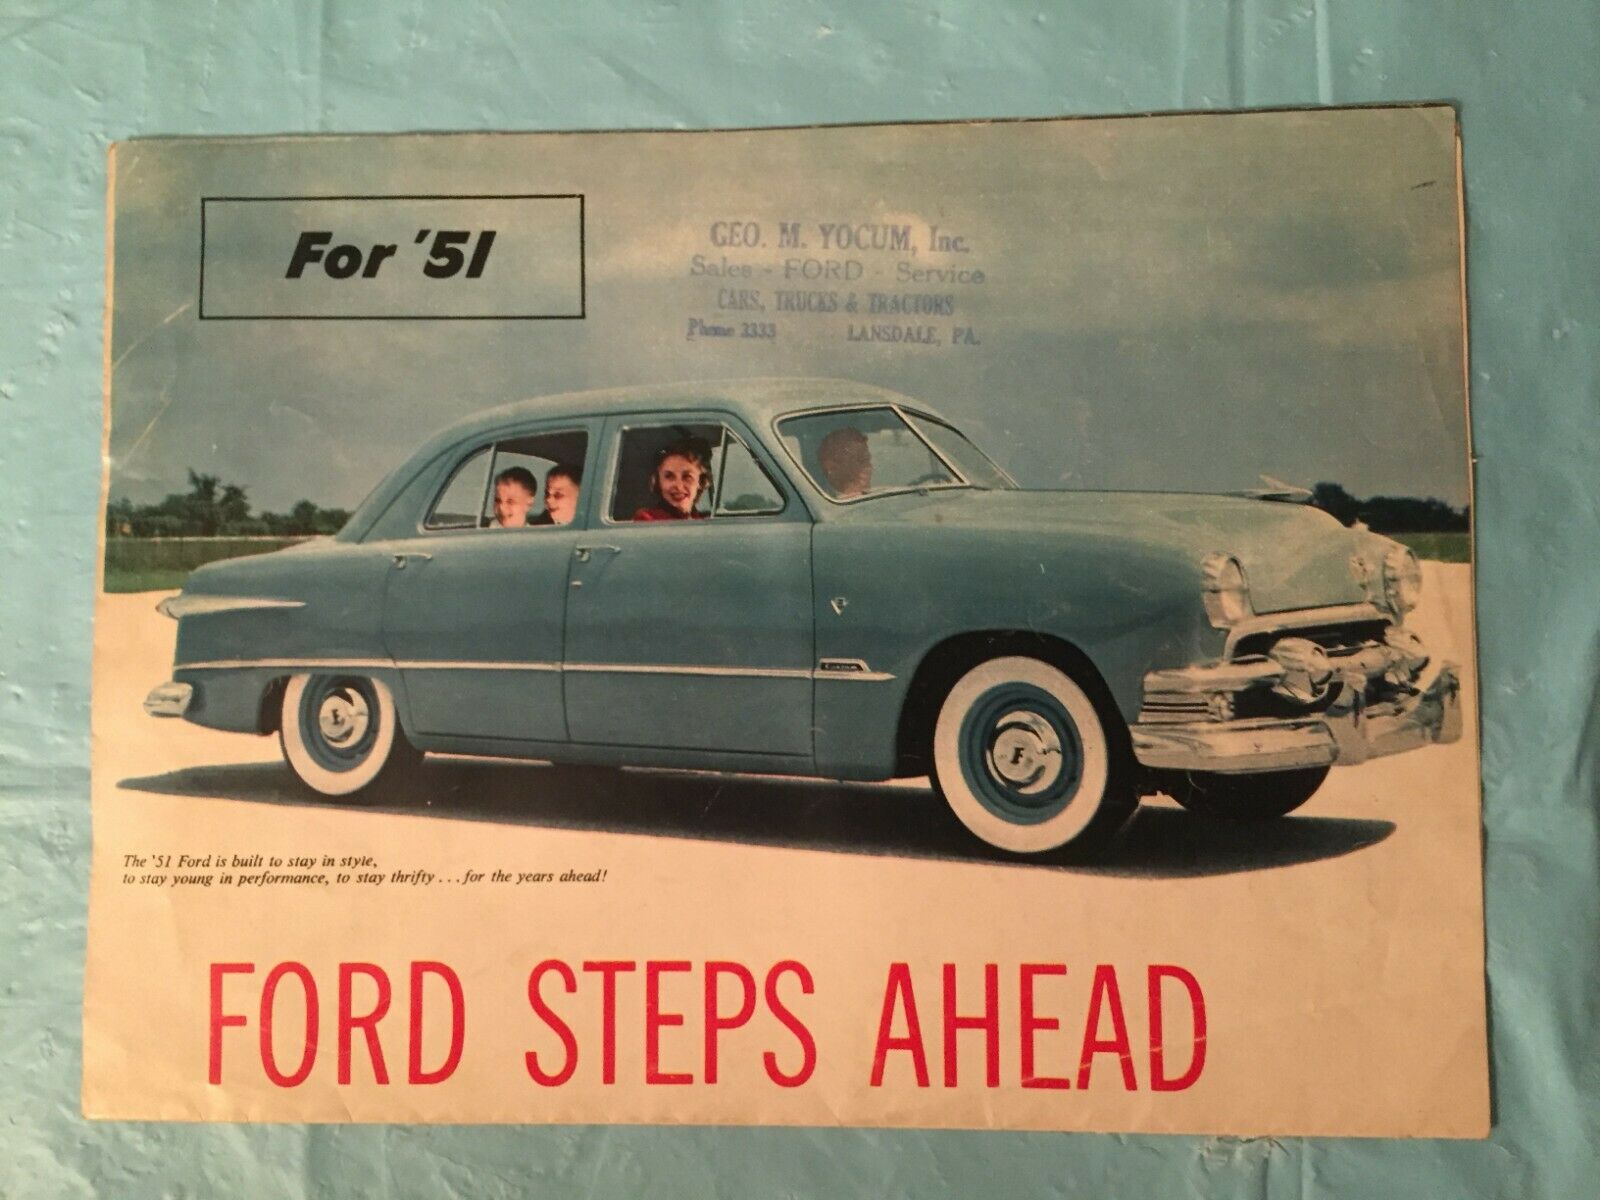 For '51
GEO. M. YOCUM, Inc.
Sales - FORD - Service
CARS, TRUCKS & TRACTORS
Phone 3333 LANSDALE, PA.
Custom
F
The '51 Ford is built to stay in style,
to stay young in performance, to stay thrifty . . . for the years ahead!
FORD STEPS AHEAD